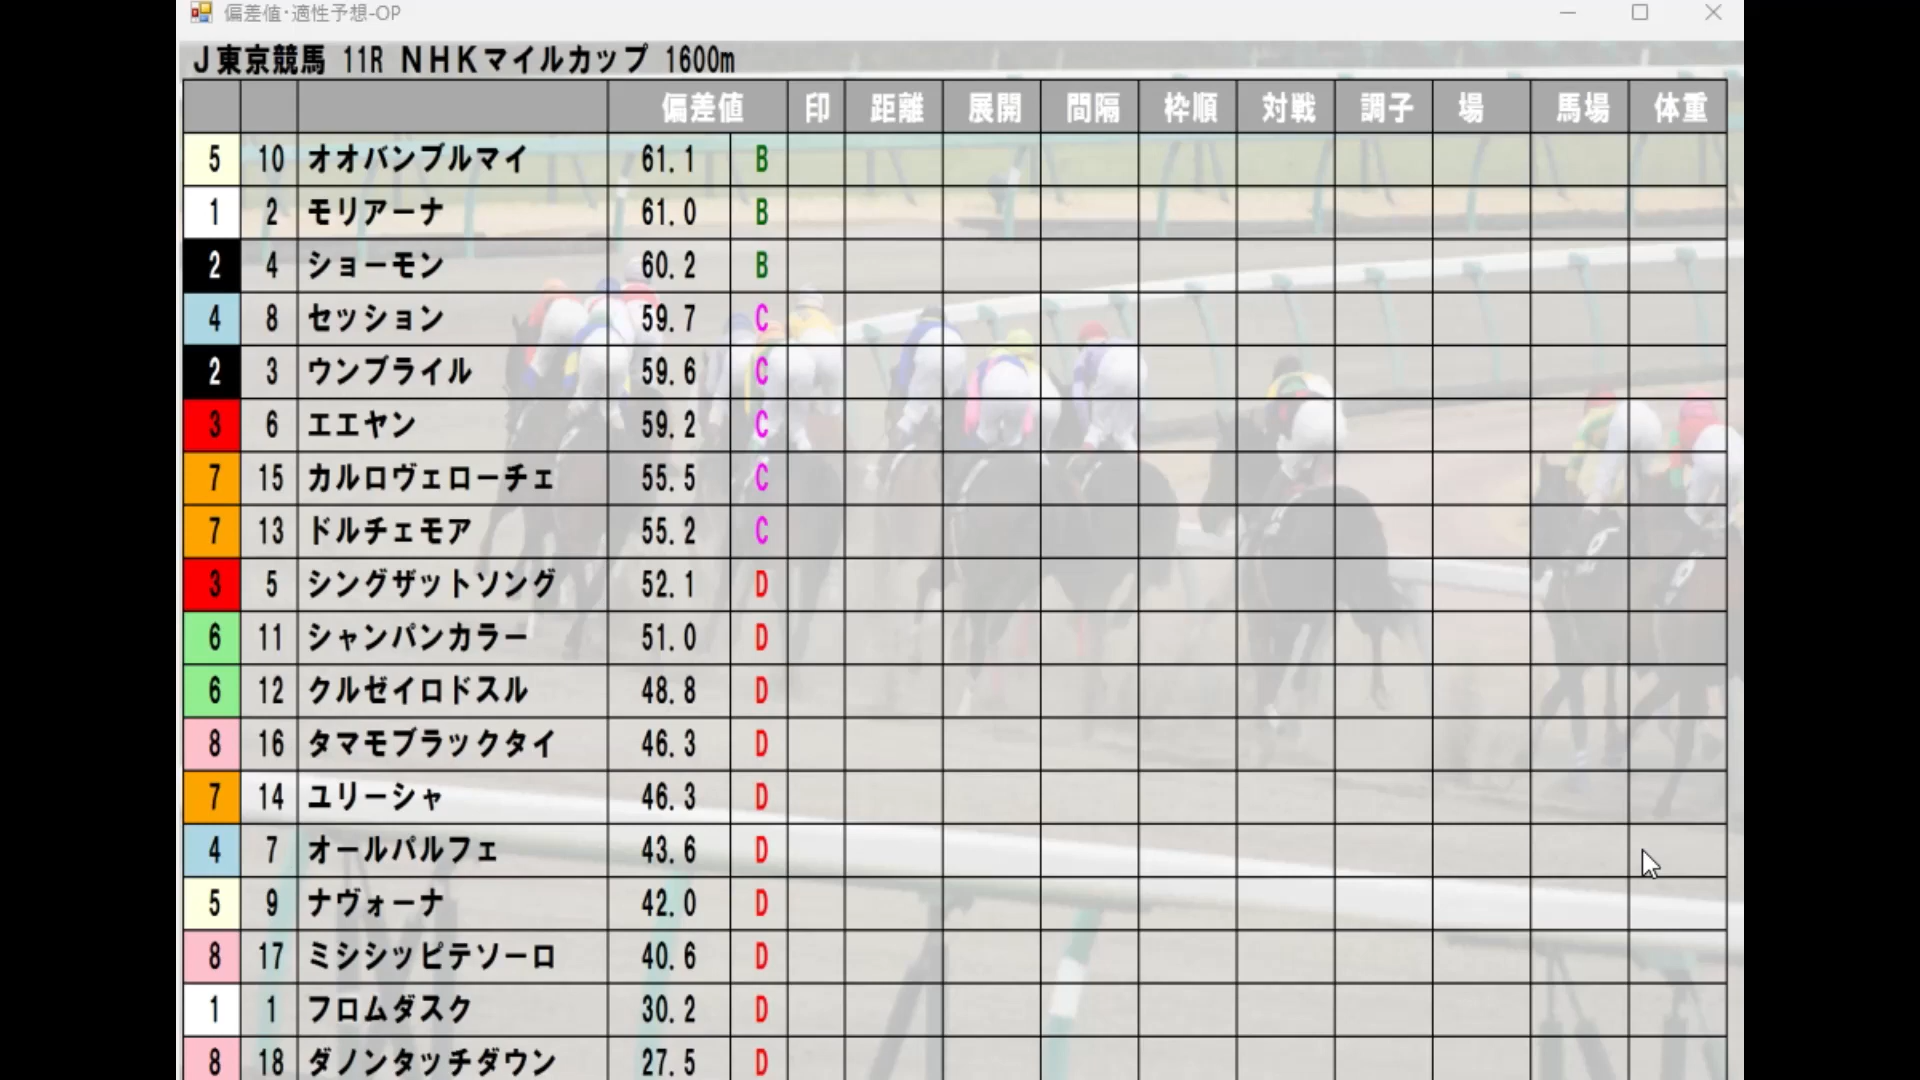 偏差値・適性予想-OP
J東京競馬 11R NHKマイルカップ 1600m
偏差値 印 距離 展開 間隔 枠順 対戦 調子 場 馬場 体重
5 10 オオバンブルマイ 61.1 B
1 2 モリアーナ 61.0 B
2 4 ショーモン 60.2 B
4 8 セッション 59.7 C
2 3 ウンブライル 59.6 C
3 6 エエヤン 59.2 C
7 15 カルロヴェローチェ 55.5 C
7 13 ドルチェモア 55.2 C
3 5 シングザットソング 52.1 D
6 11 シャンパンカラー 51.0 D
6 12 クルゼイロドスル 48.8 D
8 16 タマモブラックタイ 46.3 D
7 14 ユリーシャ 46.3 D
4 7 オールパルフェ 43.6 D
5 9 ナヴォーナ 42.0 D
8 17 ミシシッピテソーロ 40.6 D
1 1 フロムダスク 30.2 D
8 18 ダノンタッチダウン 27.5 D